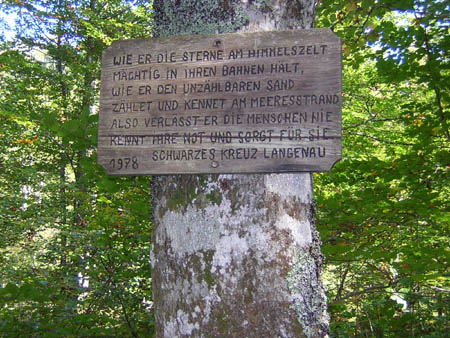 WIE ER DIE STERNE AM HIMMELSZELT
MÄCHTIG IN IHREN BAHNEN HÄLT,
WIE ER DEN UNZÄHLBAREN SAND
ZÄHLET UND KENNET AM MEERESSTRAND
ALSO VERLÄSST ER DIE MENSCHEN NIE
KENNT IHRE NOT UND SORGT FÜR SIE
1978 SCHWARZES KREUZ LANGENAU